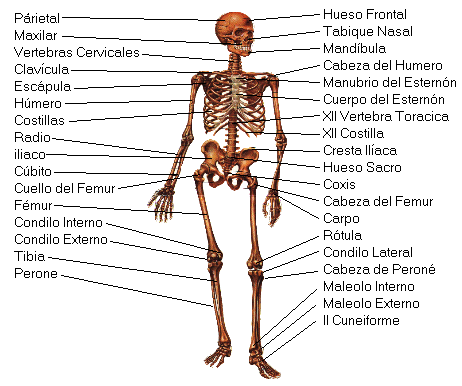 Párietal
Maxilar
Vertebras Cervicales
Clavícula
Escápula
Húmero
Costillas
Radio
iliaco
Cúbito
Cuello del Femur
Fémur
Condilo Interno
Condilo Externo
Tibia
Perone
Hueso Frontal
Tabique Nasal
Mandíbula
Cabeza del Humero
Manubrio del Esternón
Cuerpo del Esternón
XII Vertebra Toracica
XII Costilla
Cresta Ilíaca
Hueso Sacro
Coxis
Cabeza del Femur
Carpo
Rótula
Condilo Lateral
Cabeza de Peroné
Maleolo Interno
Maleolo Externo
II Cuneiforme